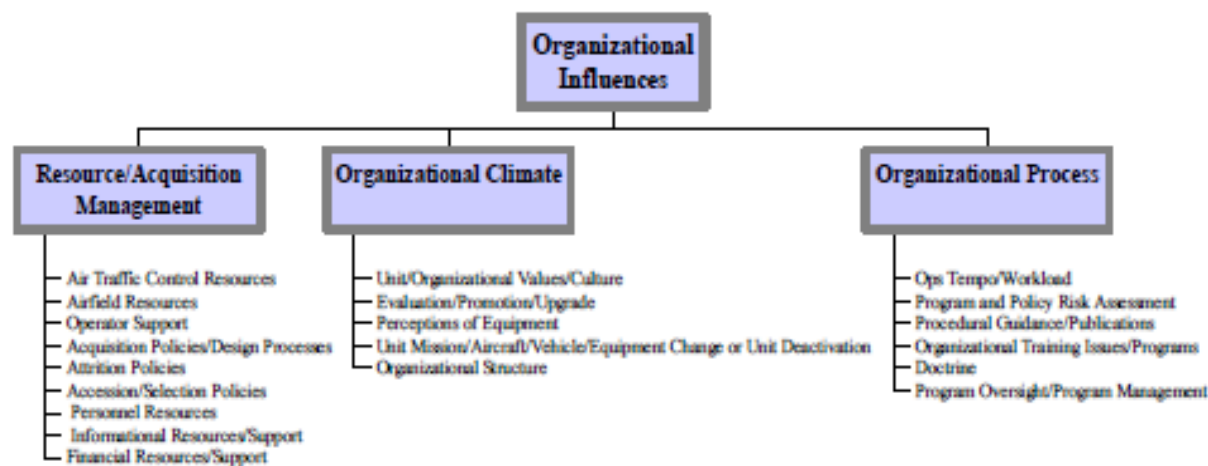 Organizational
Influences
Resource/Acquisition
Management
Air Traffic Control Resources
Airfield Resources
Operator Support
Acquisition Policies/Design Processes
Attrition Policies
Accession/Selection Policies
Personnel Resources
Informational Resources/Support
Financial Resources/Support
Organizational Climate
Unit/Organizational Values/Culture
Evaluation/Promotion/Upgrade
Perceptions of Equipment
Unit Mission/Aircraft/Vehicle/Equipment Change or Unit Deactivation
Organizational Structure
Organizational Process
Ops Tempo/Workload
Program and Policy Risk Assessment
Procedural Guidance/Publications
Organizational Training Issues/Programs
Doctrine
Program Oversight/Program Management